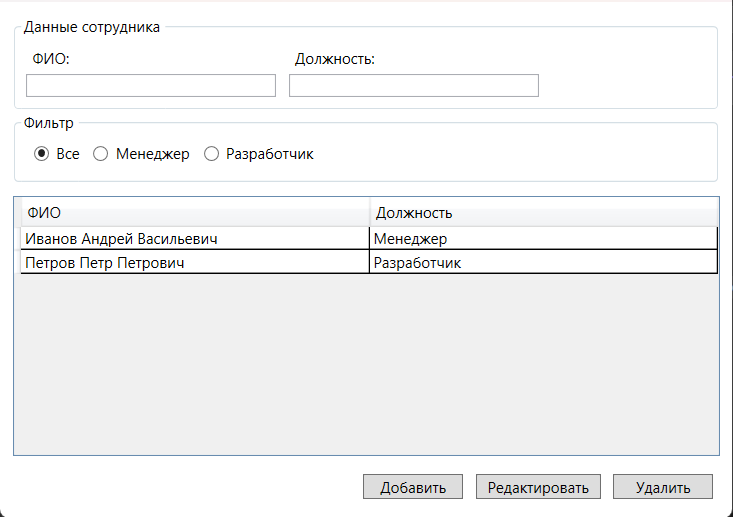 Данные сотрудника
ФИО: Должность:
Фильтр
Все Менеджер Разработчик
ФИО Должность
Иванов Андрей Васильевич Менеджер
Петров Петр Петрович Разработчик
Добавить Редактировать Удалить